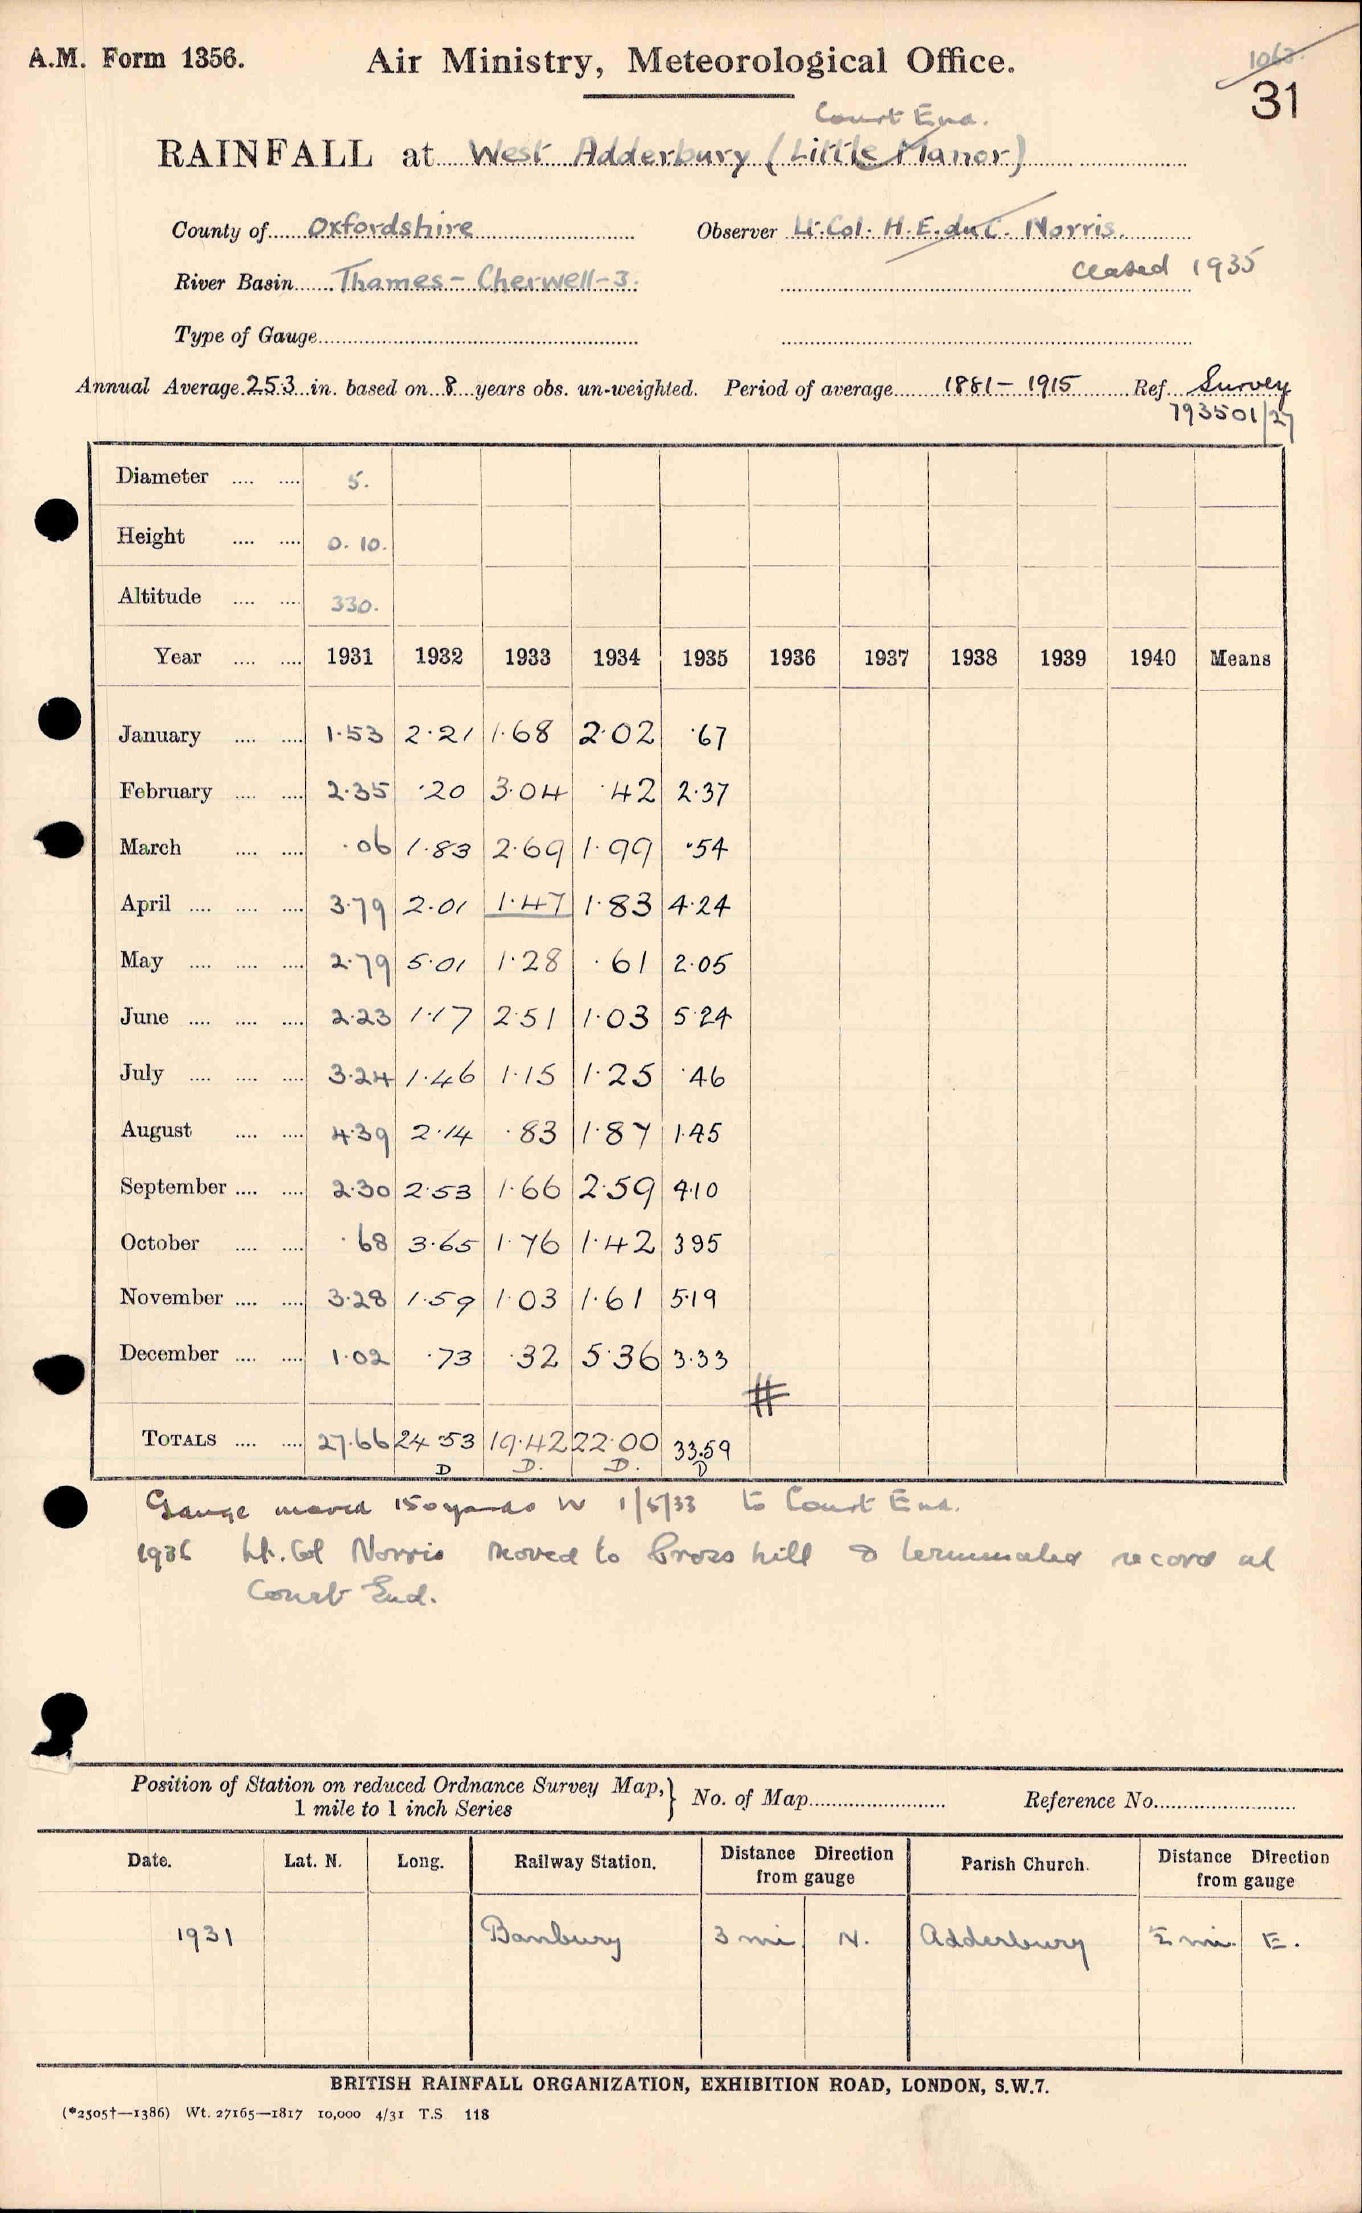 A.M. Form 1356. Air Ministry, Meteorological Office. 1063.
31
Court End.
RAINFALL at West Adderbury (Little Manor)
County of Oxfordshire Observer Lt. Col. H.E. du C. Norris.
ceased 1935
River Basin Thames - Cherwell - 3.
Type of Gauge
Annual Average 25.3 in. based on 8 years obs. un-weighted. Period of average 1881 - 1915 Ref. Survey
793501/27
Diameter .... .... 5.
Height .... .... 0. 10.
Altitude .... .... 330.
Year .... .... 1931 1932 1933 1934 1935 1936 1937 1938 1939 1940 Means
January .... .... 1.53 2.21 1.68 2.02 .67
February .... .... 2.35 .20 3.04 .42 2.37
March .... .... .06 1.83 2.69 1.99 .54
April .... .... .... 3.79 2.01 1.47 1.83 4.24
May .... .... .... 2.79 5.01 1.28 .61 2.05
June .... .... .... 2.23 1.17 2.51 1.03 5.24
July .... .... .... 3.24 1.46 1.15 1.25 .46
August .... .... 4.39 2.14 .83 1.87 1.45
September .... .... 2.30 2.53 1.66 2.59 4.10
October .... .... .68 3.65 1.76 1.42 3.95
November .... .... 3.28 1.59 1.03 1.61 5.19
December .... .... 1.02 .73 .32 5.36 3.33
#
TOTALS .... .... 27.66 24.53 19.42 22.00 33.59
D D. D. D
Gauge moved 150 yards W 1/5/33 to Court End.
1936 Lt. Col Norris moved to Cross hill & terminated record at
Court End.
Position of Station on reduced Ordnance Survey Map,} No. of Map Reference No.
1 mile to 1 inch Series
Date. Lat. N. Long. Railway Station. Distance Direction from gauge Parish Church. Distance Direction from gauge
1931 Banbury 3 mi N. Adderbury ½ mi. E.
BRITISH RAINFALL ORGANIZATION, EXHIBITION ROAD, LONDON, S.W.7.
(*2505†—1386) Wt. 27165—1817 10,000 4/31 T.S 118